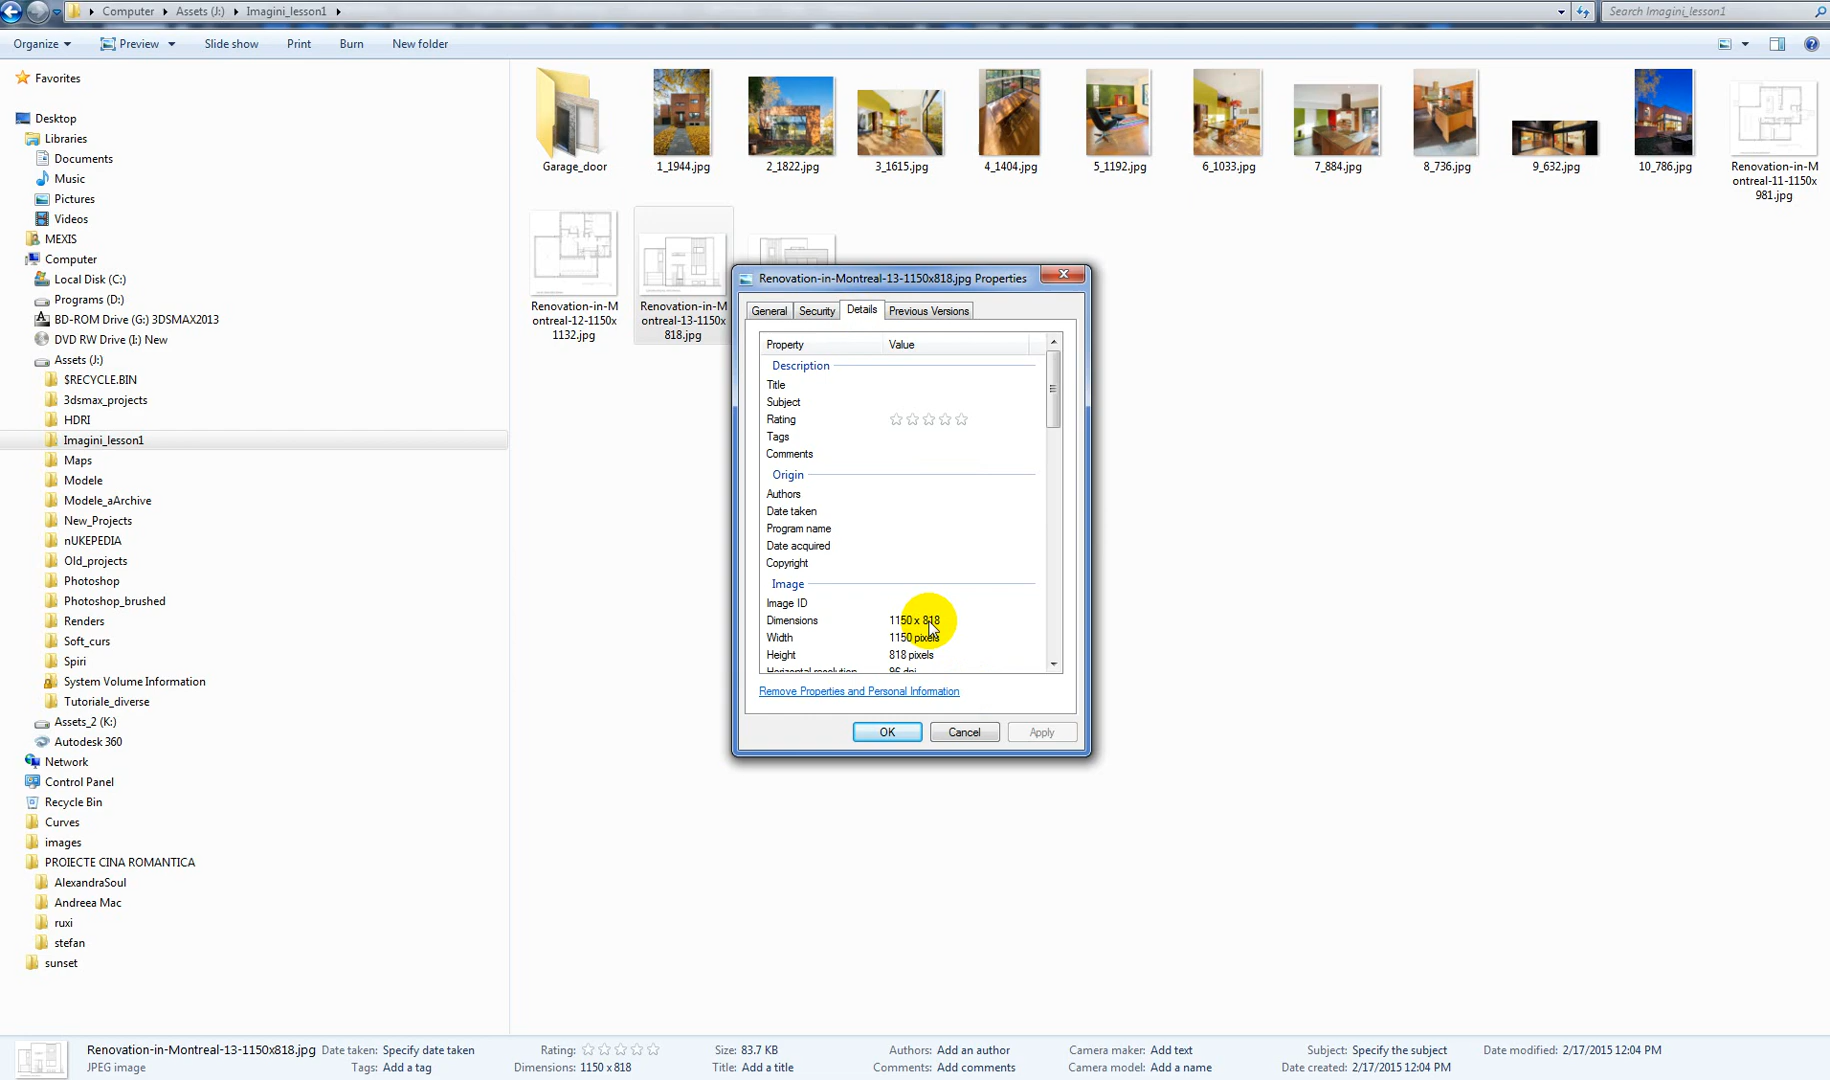 Computer Assets (J:) Imagini_lesson1
Search Imagini_lesson1
Organize Preview Slide show Print Burn New folder
Favorites
Desktop
Libraries
Documents
Music
Pictures
Videos
MEXIS
Computer
Local Disk (C:)
Programs (D:)
BD-ROM Drive (G:) 3DSMAX2013
DVD RW Drive (I:) New
Assets (J:)
$RECYCLE.BIN
3dsmax_projects
HDRI
Imagini_lesson1
Maps
Modele
Modele_aArchive
New_Projects
nUKEPEDIA
Old_projects
Photoshop
Photoshop_brushed
Renders
Soft_curs
Spiri
System Volume Information
Tutoriale_diverse
Assets_2 (K:)
Autodesk 360
Network
Control Panel
Recycle Bin
Curves
images
PROIECTE CINA ROMANTICA
AlexandraSoul
Andreea Mac
ruxi
stefan
sunset
Garage_door
1_1944.jpg
2_1822.jpg
3_1615.jpg
4_1404.jpg
5_1192.jpg
6_1033.jpg
7_884.jpg
8_736.jpg
9_632.jpg
10_786.jpg
Renovation-in-M
ontreal-11-1150x
981.jpg
Renovation-in-M
ontreal-12-1150x
1132.jpg
Renovation-in-M
ontreal-13-1150x
818.jpg
Renovation-in-Montreal-13-1150x818.jpg Properties
General Security Details Previous Versions
Property Value
Description
Title
Subject
Rating
Tags
Comments
Origin
Authors
Date taken
Program name
Date acquired
Copyright
Image
Image ID
Dimensions 1150 x 818
Width 1150 pixels
Height 818 pixels
Horizontal resolution 96 dpi
Remove Properties and Personal Information
OK Cancel Apply
Renovation-in-Montreal-13-1150x818.jpg Date taken: Specify date taken Rating: Size: 83.7 KB Authors: Add an author Camera maker: Add text Subject: Specify the subject Date modified: 2/17/2015 12:04 PM
JPEG image Tags: Add a tag Dimensions: 1150 x 818 Title: Add a title Comments: Add comments Camera model: Add a name Date created: 2/17/2015 12:04 PM